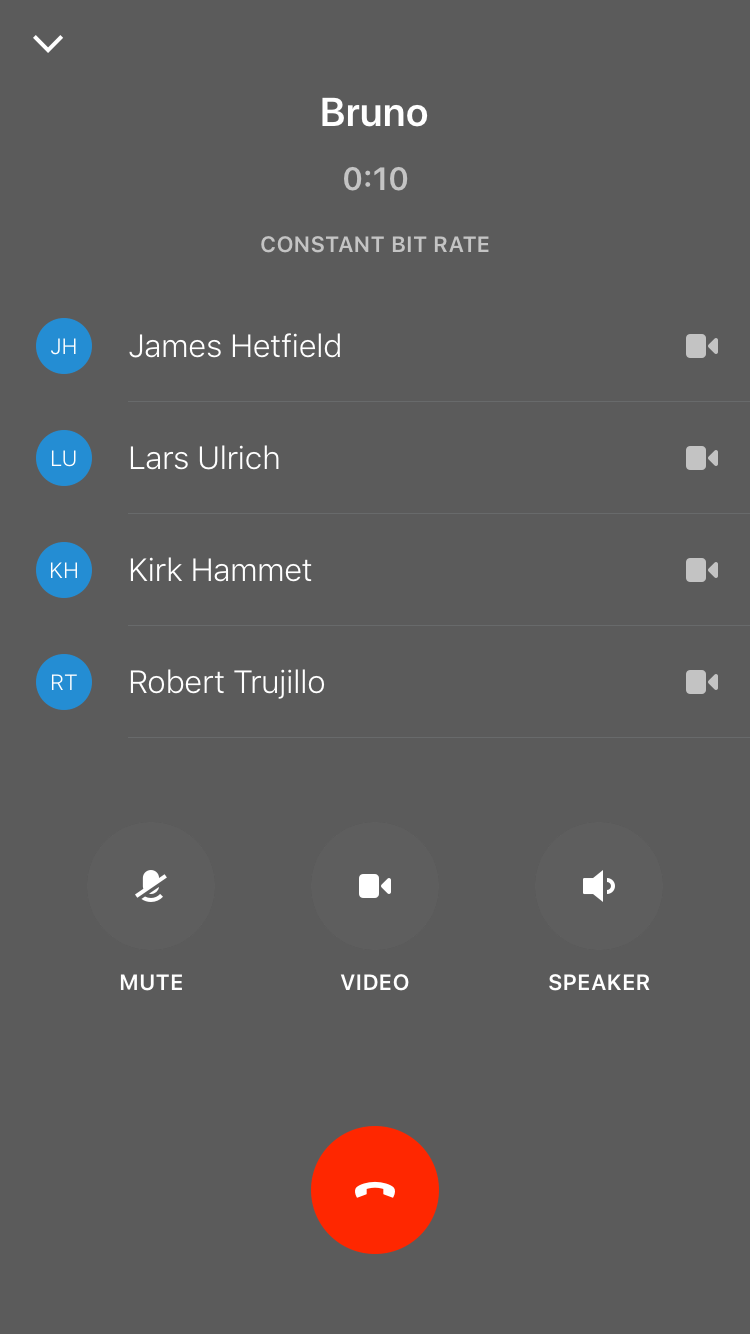 Bruno
0:10
CONSTANT BIT RATE
JH James Hetfield
LU Lars Ulrich
KH Kirk Hammet
RT Robert Trujillo
MUTE VIDEO SPEAKER